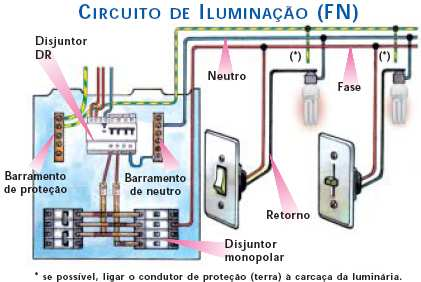 CIRCUITO DE ILUMINAÇÃO (FN)
Disjuntor
DR
(*)
(*)
Neutro
Fase
Barramento
de proteção
Barramento
de neutro
Retorno
Disjuntor
monopolar
* se possível, ligar o condutor de proteção (terra) à carcaça da luminária.